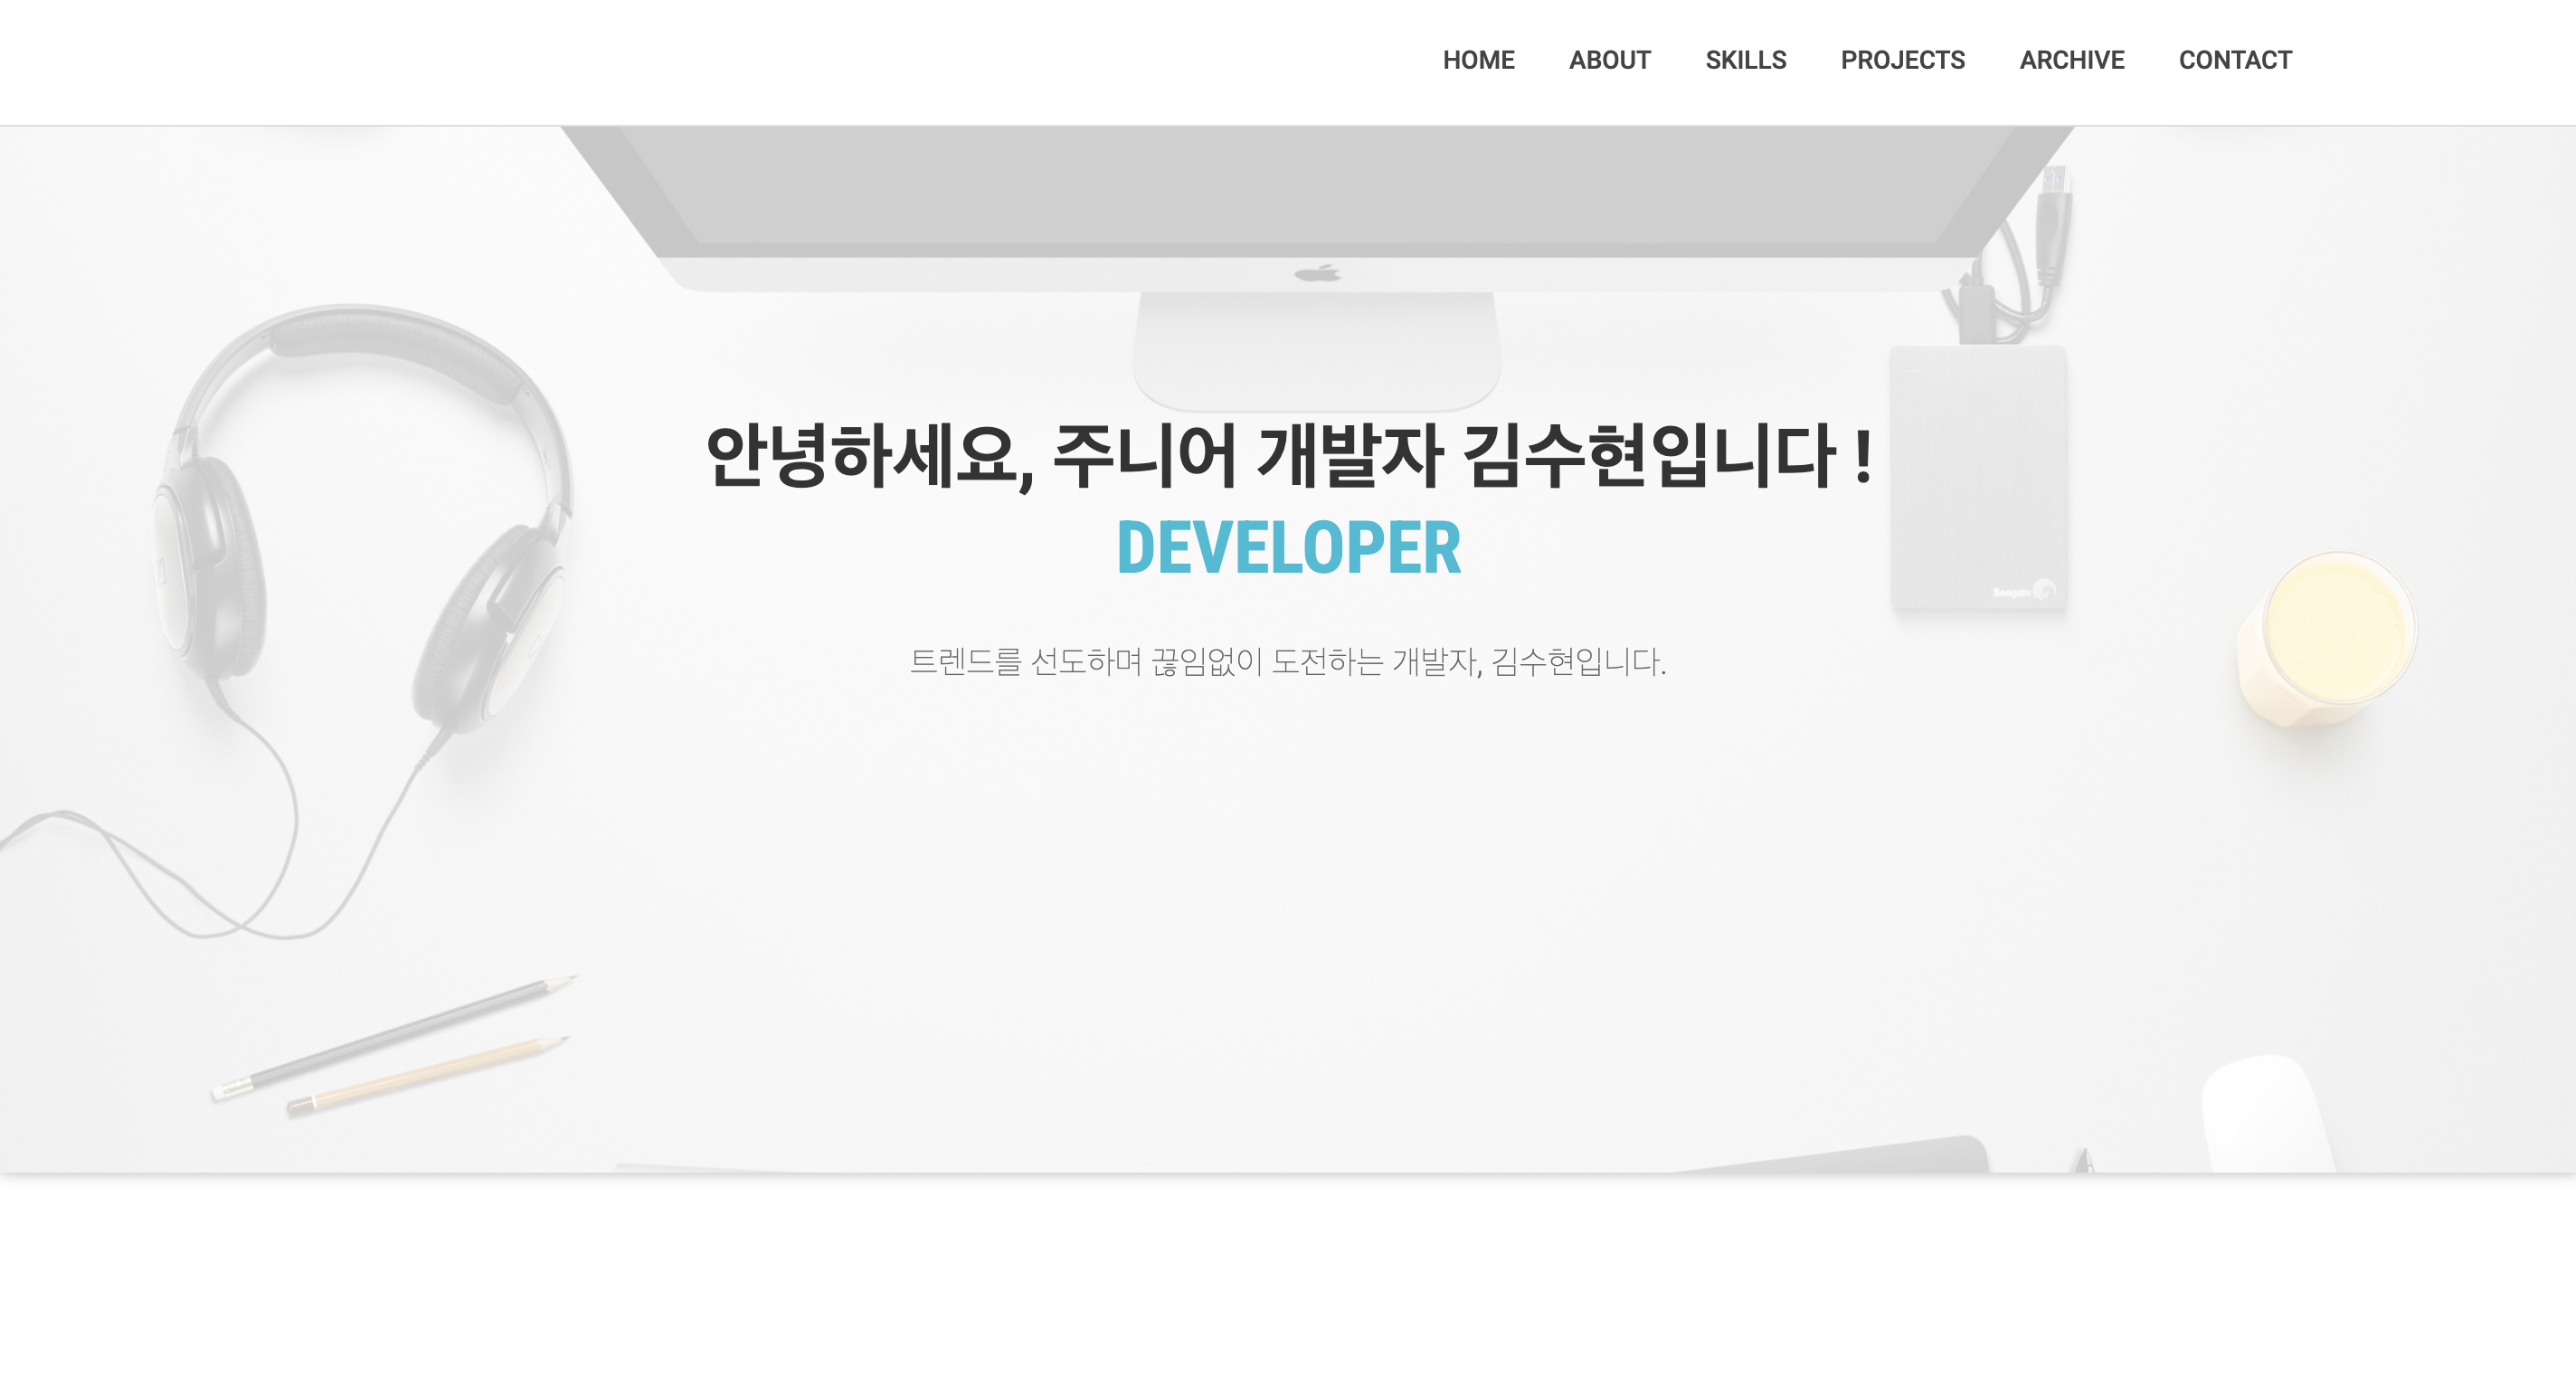 HOME ABOUT SKILLS PROJECTS ARCHIVE CONTACT
안녕하세요, 주니어 개발자 김수현입니다 !
DEVELOPER
Seagate
트렌드를 선도하며 끊임없이 도전하는 개발자, 김수현입니다.